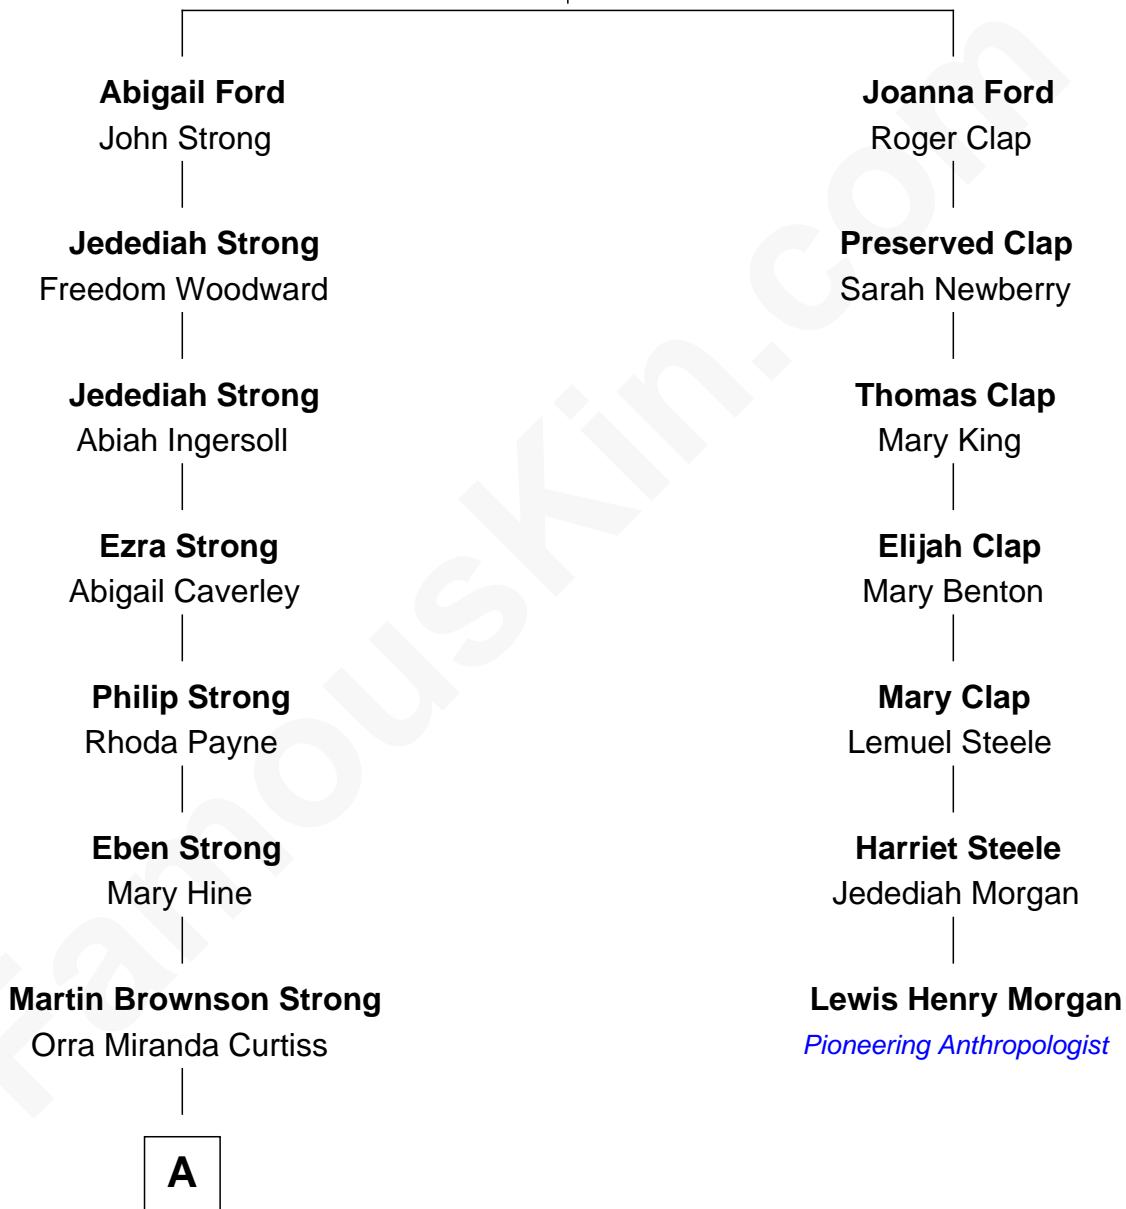 Abigail Ford
John Strong
Joanna Ford
Roger Clap
Jedediah Strong
Freedom Woodward
Preserved Clap
Sarah Newberry
Jedediah Strong
Abiah Ingersoll
Thomas Clap
Mary King
Ezra Strong
Abigail Caverley
Elijah Clap
Mary Benton
Philip Strong
Rhoda Payne
Mary Clap
Lemuel Steele
Eben Strong
Mary Hine
Harriet Steele
Jedediah Morgan
Martin Brownson Strong
Orra Miranda Curtiss
Lewis Henry Morgan
Pioneering Anthropologist
A
FamousKin.com